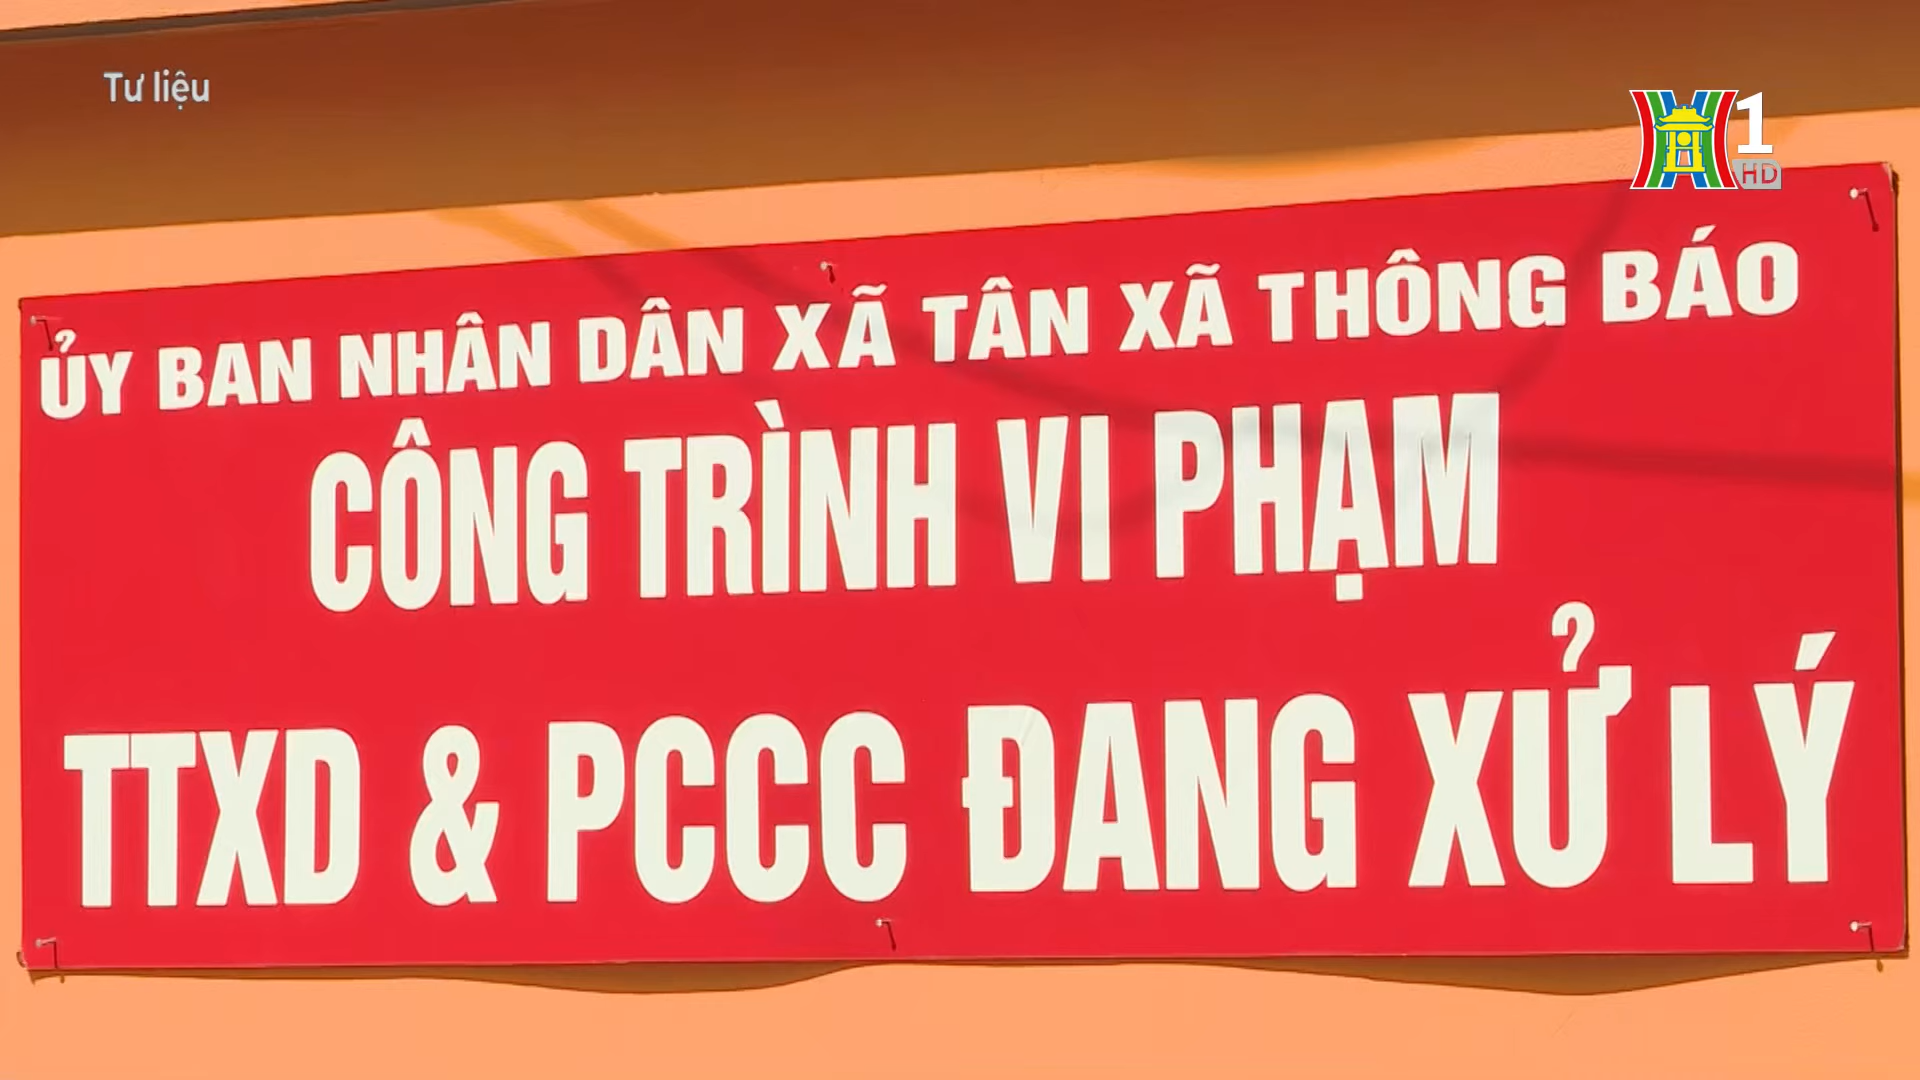 Tư liệu
1
HD
ỦY BAN NHÂN DÂN XÃ TÂN XÃ THÔNG BÁO
CÔNG TRÌNH VI PHẠM
TTXD & PCCC ĐANG XỬ LÝ